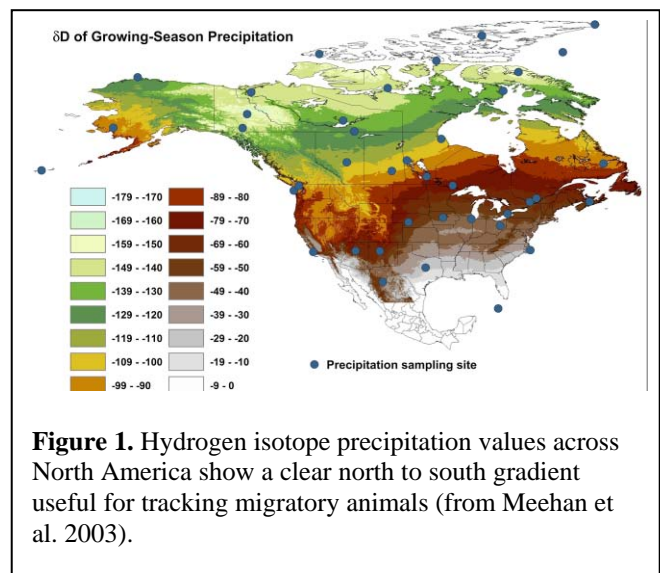 δD of Growing-Season Precipitation
-179 - -170
-169 - -160
-159 - -150
-149 - -140
-139 - -130
-129 - -120
-119 - -110
-109 - -100
-99 - -90
-89 - -80
-79 - -70
-69 - -60
-59 - -50
-49 - -40
-39 - -30
-29 - -20
-19 - -10
-9 - 0
Precipitation sampling site
Figure 1. Hydrogen isotope precipitation values across
North America show a clear north to south gradient
useful for tracking migratory animals (from Meehan et
al. 2003).